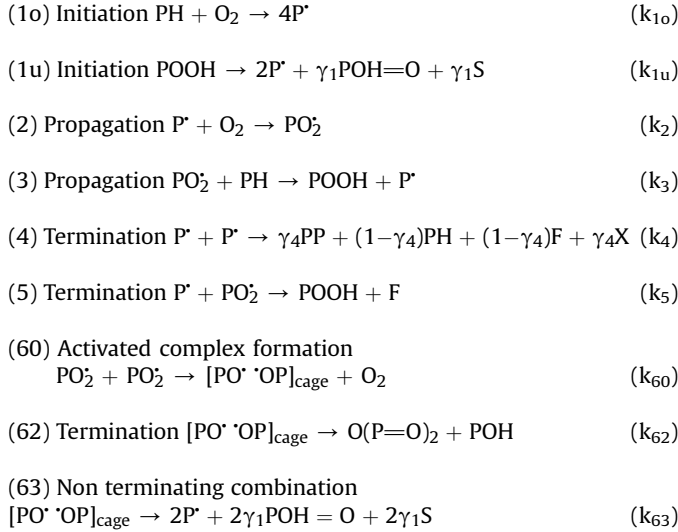 (1o) Initiation PH + O₂ → 4P• (k₁ₒ)
(1u) Initiation POOH → 2P• + γ₁POH=O + γ₁S (k₁ᵤ)
(2) Propagation P• + O₂ → PO₂• (k₂)
(3) Propagation PO₂• + PH → POOH + P• (k₃)
(4) Termination P• + P• → γ₄PP + (1−γ₄)PH + (1−γ₄)F + γ₄X (k₄)
(5) Termination P• + PO₂• → POOH + F (k₅)
(60) Activated complex formation
PO₂• + PO₂• → [PO• •OP]cage + O₂ (k₆₀)
(62) Termination [PO• •OP]cage → O(P=O)₂ + POH (k₆₂)
(63) Non terminating combination
[PO• •OP]cage → 2P• + 2γ₁POH = O + 2γ₁S (k₆₃)